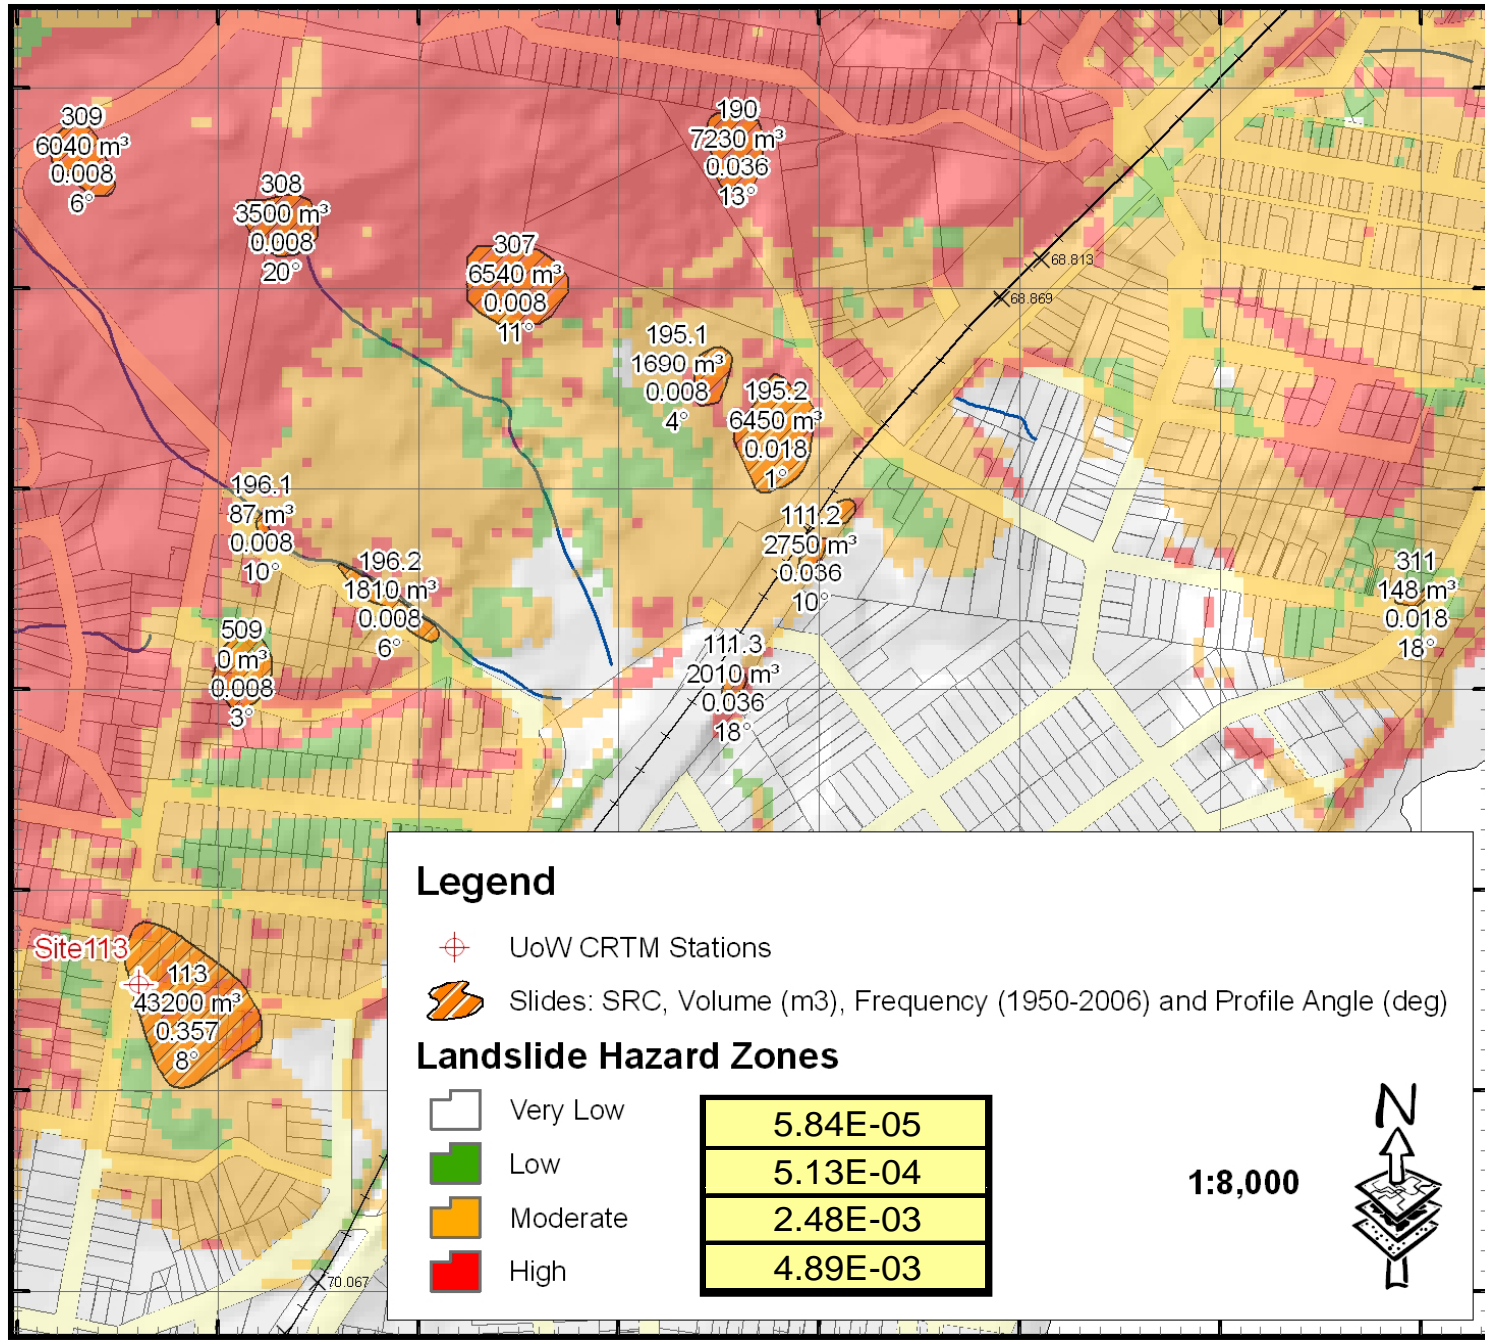 309
6040 m³
0.008
6°
190
7230 m³
0.036
13°
308
3500 m³
0.008
20°
307
6540 m³
0.008
11°
68.813
68.869
195.1
1690 m³
0.008
4°
195.2
6450 m³
0.018
1°
196.1
87 m³
0.008
10°
111.2
2750 m³
0.036
10°
196.2
1810 m³
0.008
6°
311
148 m³
0.018
18°
509
0 m³
0.008
3°
111.3
2010 m³
0.036
18°
Site113
113
43200 m³
0.357
8°
70.067
Legend
UoW CRTM Stations
Slides: SRC, Volume (m3), Frequency (1950-2006) and Profile Angle (deg)
Landslide Hazard Zones
Very Low 5.84E-05
Low 5.13E-04
Moderate 2.48E-03
High 4.89E-03
1:8,000
N